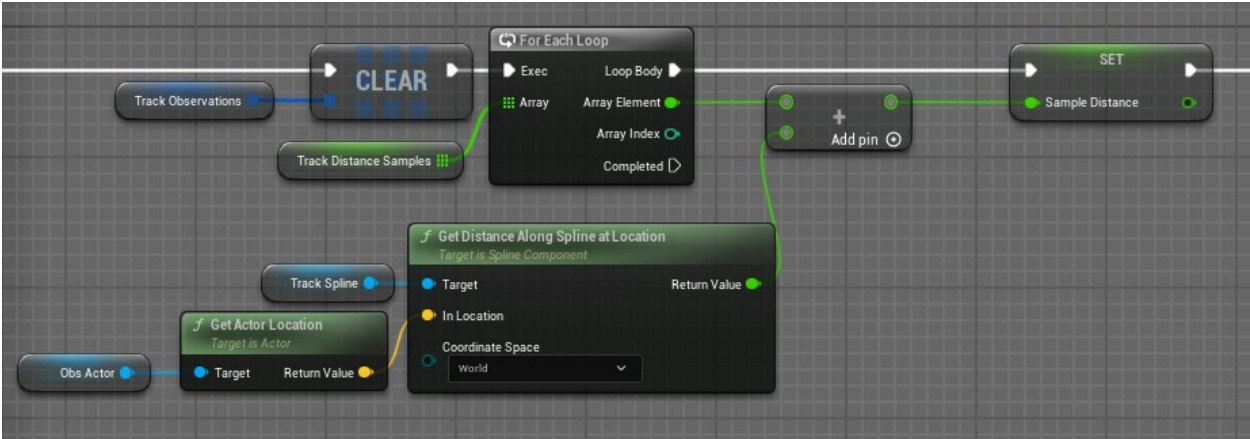 Track Observations
CLEAR
Track Distance Samples
For Each Loop
Exec
Loop Body
Array
Array Element
Array Index
Completed
+
Add pin
SET
Sample Distance
f Get Distance Along Spline at Location
Target is Spline Component
Track Spline
Target
Return Value
In Location
Coordinate Space
World
f Get Actor Location
Target is Actor
Obs Actor
Target
Return Value